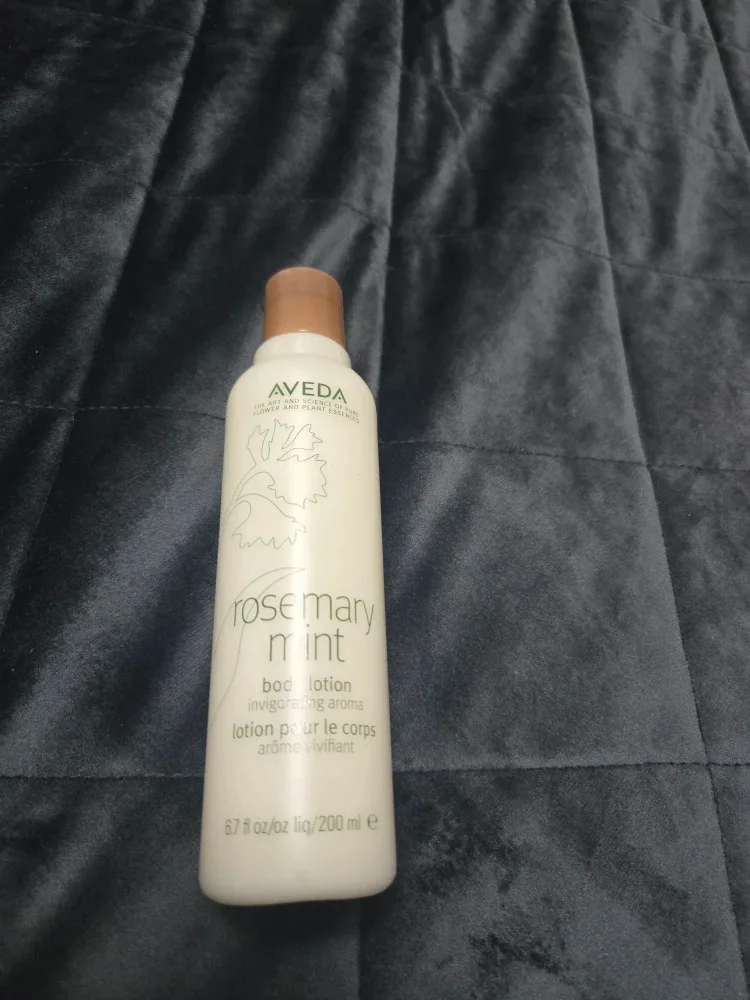 AVEDA
THE ART AND SCIENCE OF PURE
FLOWER AND PLANT ESSENCES
rosemary
mint
body lotion
invigorating aroma
lotion pour le corps
arôme vivifiant
6.7 fl oz/oz liq/200 ml ℮